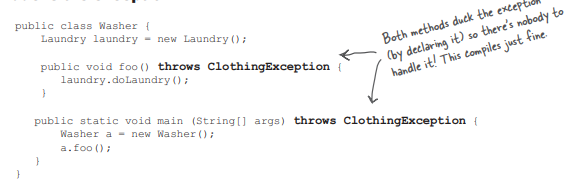 public class Washer {
Laundry laundry = new Laundry();
public void foo() throws ClothingException {
laundry.doLaundry();
}
public static void main (String[] args) throws ClothingException {
Washer a = new Washer();
a.foo();
}
}
Both methods duck the exception
(by declaring it) so there's nobody to
handle it! This compiles just fine.